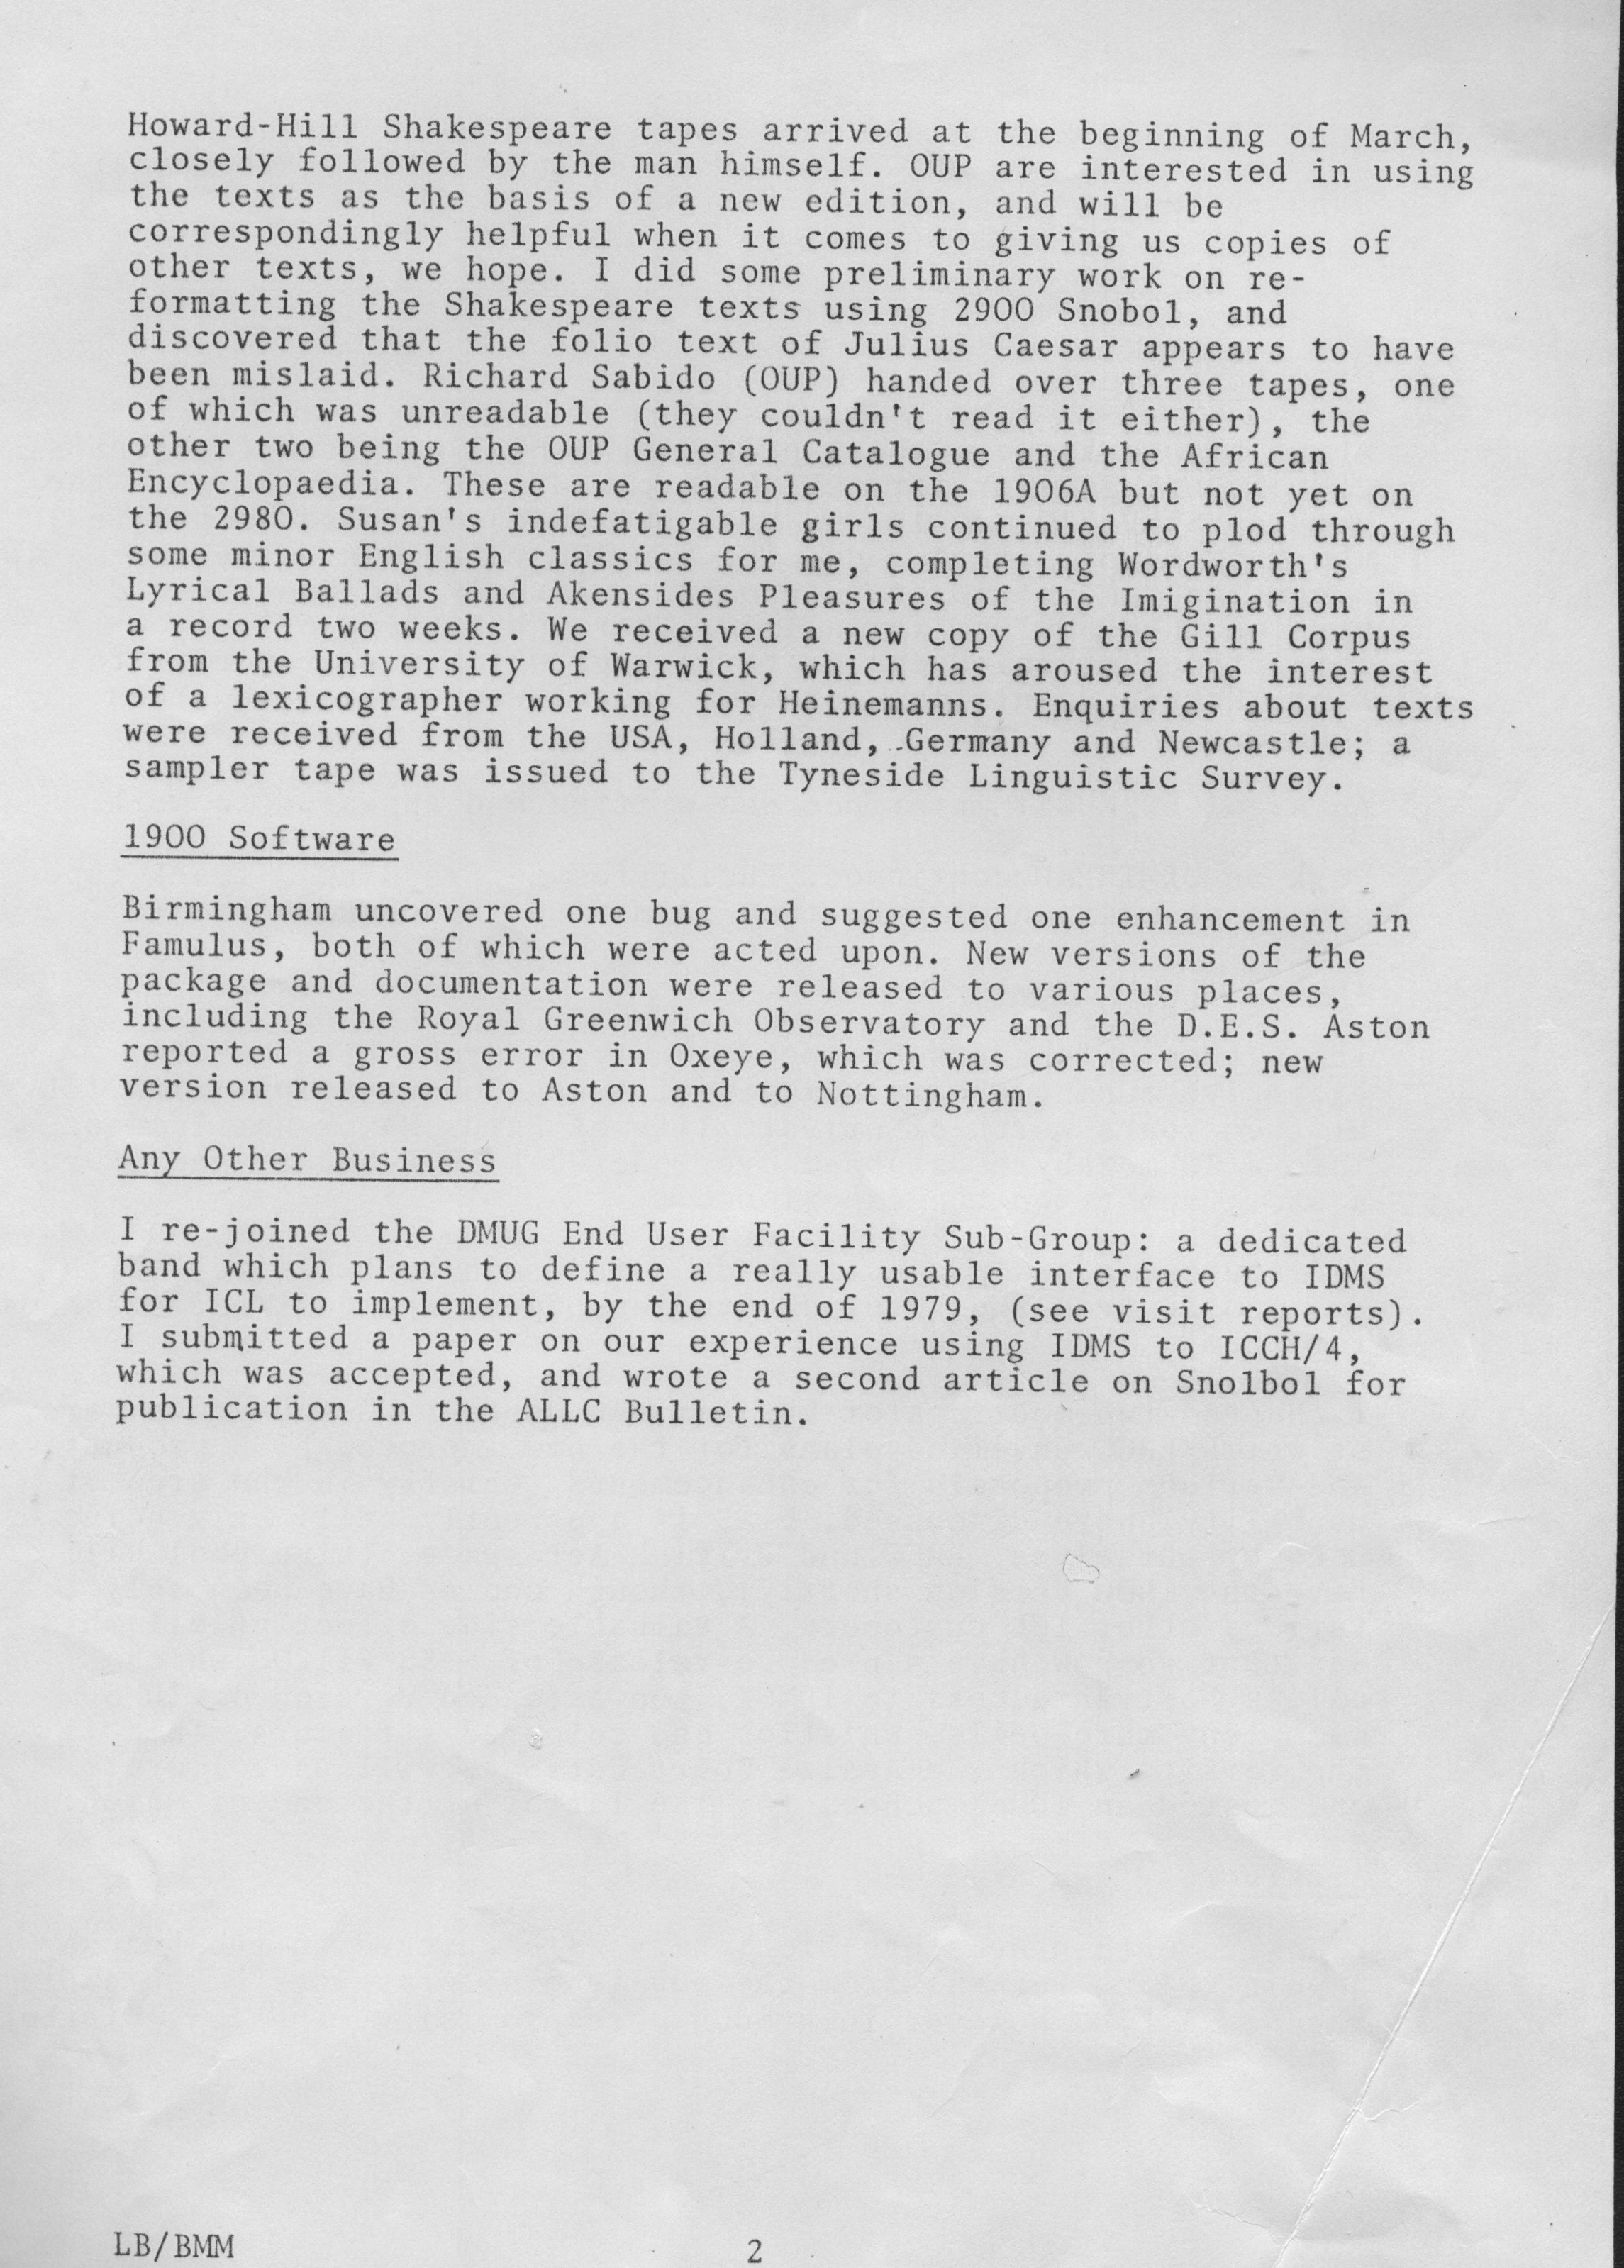 Howard-Hill Shakespeare tapes arrived at the beginning of March,
closely followed by the man himself. OUP are interested in using
the texts as the basis of a new edition, and will be
correspondingly helpful when it comes to giving us copies of
other texts, we hope. I did some preliminary work on re-
formatting the Shakespeare texts using 2900 Snobol, and
discovered that the folio text of Julius Caesar appears to have
been mislaid. Richard Sabido (OUP) handed over three tapes, one
of which was unreadable (they couldn't read it either), the
other two being the OUP General Catalogue and the African
Encyclopaedia. These are readable on the 1906A but not yet on
the 2980. Susan's indefatigable girls continued to plod through
some minor English classics for me, completing Wordworth's
Lyrical Ballads and Akensides Pleasures of the Imigination in
a record two weeks. We received a new copy of the Gill Corpus
from the University of Warwick, which has aroused the interest
of a lexicographer working for Heinemanns. Enquiries about texts
were received from the USA, Holland, Germany and Newcastle; a
sampler tape was issued to the Tyneside Linguistic Survey.
1900 Software
Birmingham uncovered one bug and suggested one enhancement in
Famulus, both of which were acted upon. New versions of the
package and documentation were released to various places,
including the Royal Greenwich Observatory and the D.E.S. Aston
reported a gross error in Oxeye, which was corrected; new
version released to Aston and to Nottingham.
Any Other Business
I re-joined the DMUG End User Facility Sub-Group: a dedicated
band which plans to define a really usable interface to IDMS
for ICL to implement, by the end of 1979, (see visit reports).
I submitted a paper on our experience using IDMS to ICCH/4,
which was accepted, and wrote a second article on Snolbol for
publication in the ALLC Bulletin.
LB/BMM
2